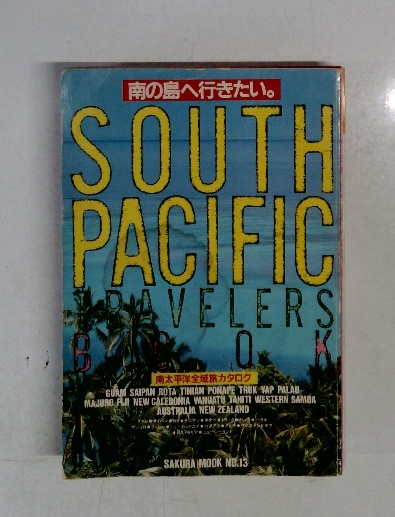 南の島へ行きたい。
SOUTH
PACIFIC
TRAVELERS
BOOK
南太平洋全域旅カタログ
GUAM SAIPAN ROTA TINIAN PONAPE TRUK YAP PALAU
MAJURO FIJI NEW CALEDONIA VANUATU TAHITI WESTERN SAMOA
AUSTRALIA NEW ZEALAND
SAKURA MOOK NO.13